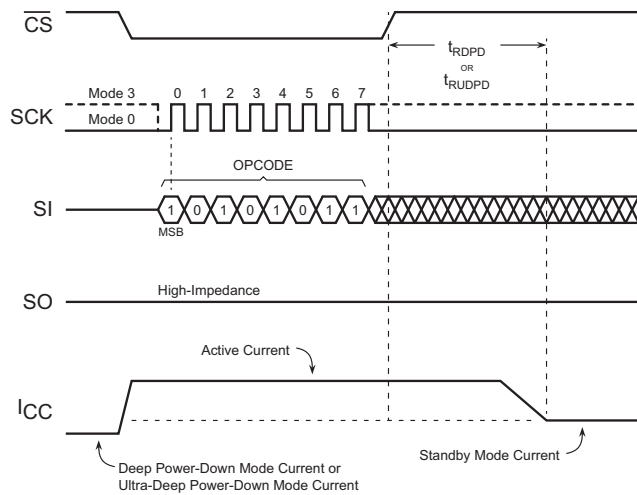 CS
tRDPD
OR
tRUDPD
Mode 3
0 1 2 3 4 5 6 7
SCK
Mode 0
OPCODE
SI
1 0 1 0 1 0 1 1
MSB
SO
High-Impedance
Active Current
ICC
Standby Mode Current
Deep Power-Down Mode Current or
Ultra-Deep Power-Down Mode Current